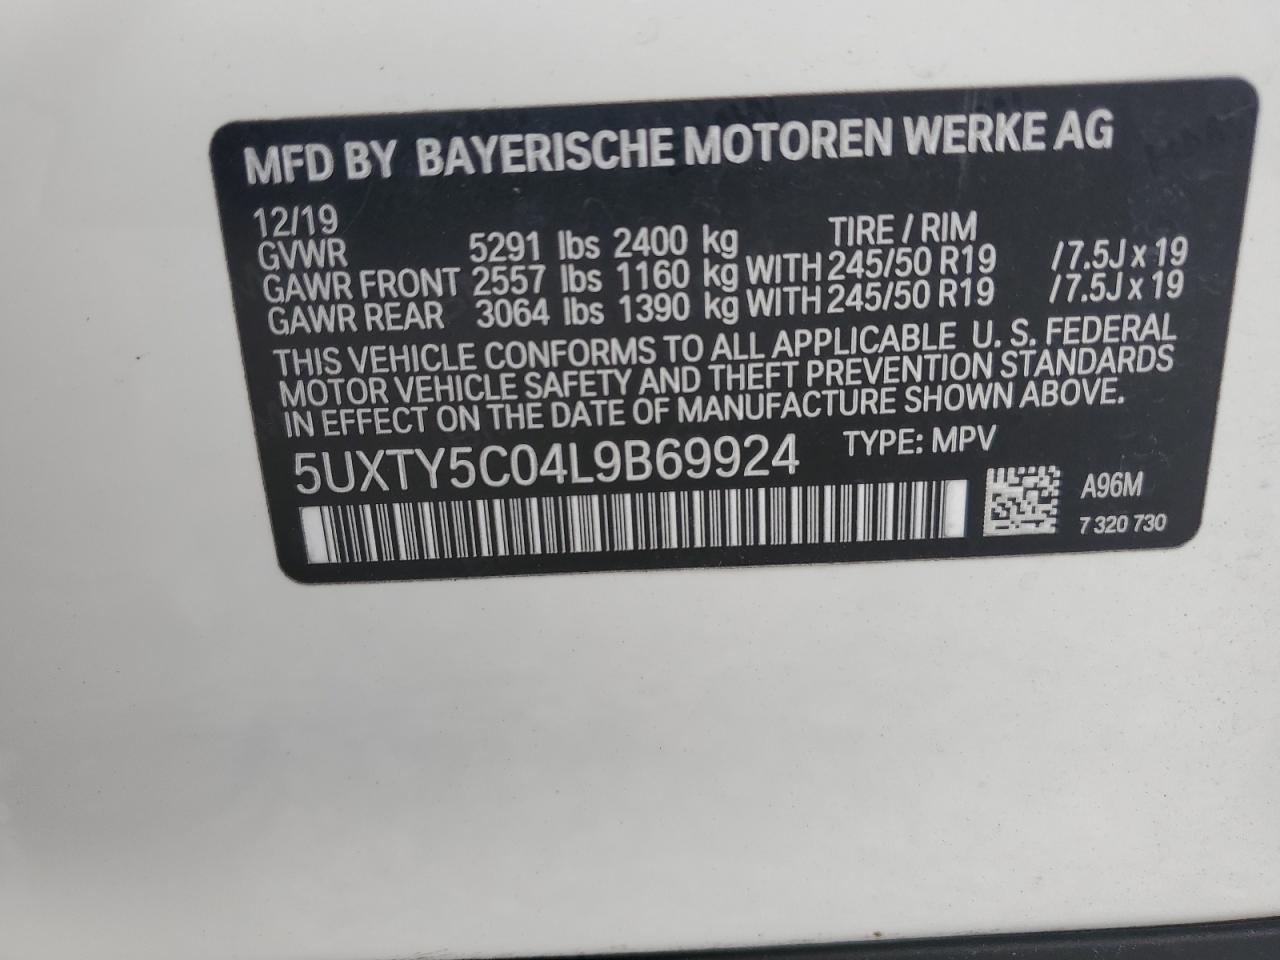 MFD BY BAYERISCHE MOTOREN WERKE AG
12/19 TIRE / RIM
GVWR 5291 lbs 2400 kg
GAWR FRONT 2557 lbs 1160 kg WITH 245/50 R19 /7.5J x 19
GAWR REAR 3064 lbs 1390 kg WITH 245/50 R19 /7.5J x 19
THIS VEHICLE CONFORMS TO ALL APPLICABLE U. S. FEDERAL
MOTOR VEHICLE SAFETY AND THEFT PREVENTION STANDARDS
IN EFFECT ON THE DATE OF MANUFACTURE SHOWN ABOVE.
5UXTY5C04L9B69924 TYPE: MPV
A96M
7 320 730